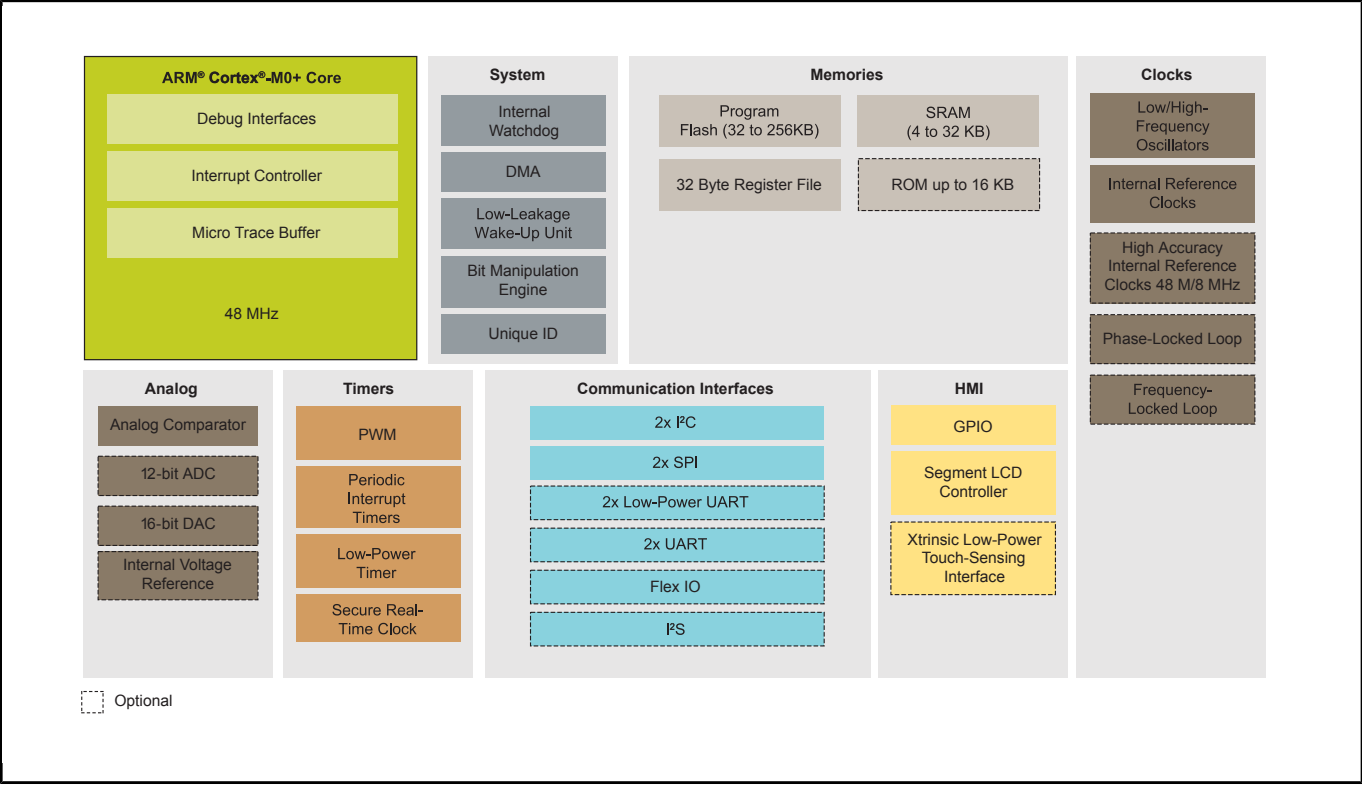 ARM® Cortex®-M0+ Core
Debug Interfaces
Interrupt Controller
Micro Trace Buffer
48 MHz
System
Internal
Watchdog
DMA
Low-Leakage
Wake-Up Unit
Bit Manipulation
Engine
Unique ID
Memories
Program
Flash (32 to 256KB)
SRAM
(4 to 32 KB)
32 Byte Register File
ROM up to 16 KB
Clocks
Low/High-
Frequency
Oscillators
Internal Reference
Clocks
High Accuracy
Internal Reference
Clocks 48 M/8 MHz
Phase-Locked Loop
Frequency-
Locked Loop
Analog
Analog Comparator
12-bit ADC
16-bit DAC
Internal Voltage
Reference
Timers
PWM
Periodic
Interrupt
Timers
Low-Power
Timer
Secure Real-
Time Clock
Communication Interfaces
2x I²C
2x SPI
2x Low-Power UART
2x UART
Flex IO
I²S
HMI
GPIO
Segment LCD
Controller
Xtrinsic Low-Power
Touch-Sensing
Interface
Optional